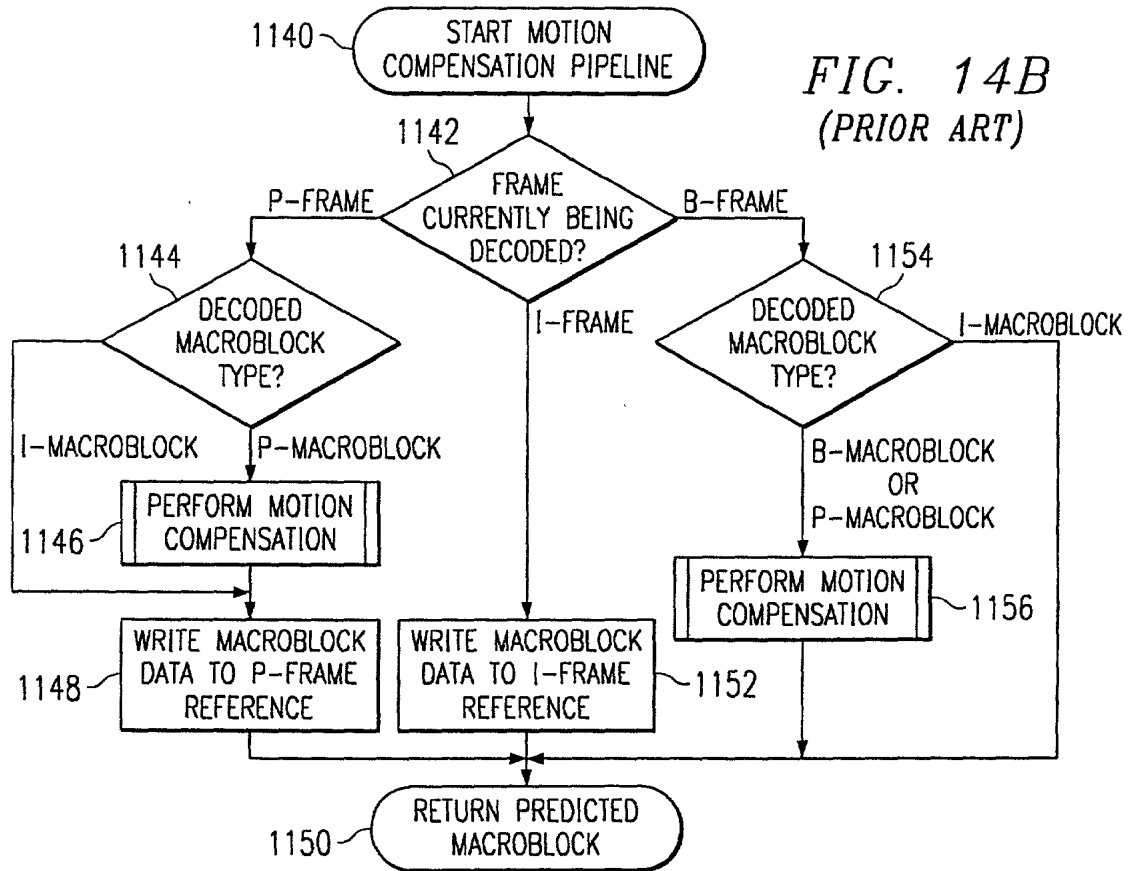 1140
START MOTION
COMPENSATION PIPELINE
FIG. 14B
(PRIOR ART)
1142
P-FRAME
FRAME
CURRENTLY BEING
DECODED?
B-FRAME
1144
I-FRAME
1154
DECODED
MACROBLOCK
TYPE?
DECODED
MACROBLOCK
TYPE?
I-MACROBLOCK
I-MACROBLOCK
P-MACROBLOCK
B-MACROBLOCK
OR
P-MACROBLOCK
1146
PERFORM MOTION
COMPENSATION
PERFORM MOTION
COMPENSATION
1156
1148
WRITE MACROBLOCK
DATA TO P-FRAME
REFERENCE
WRITE MACROBLOCK
DATA TO I-FRAME
REFERENCE
1152
1150
RETURN PREDICTED
MACROBLOCK